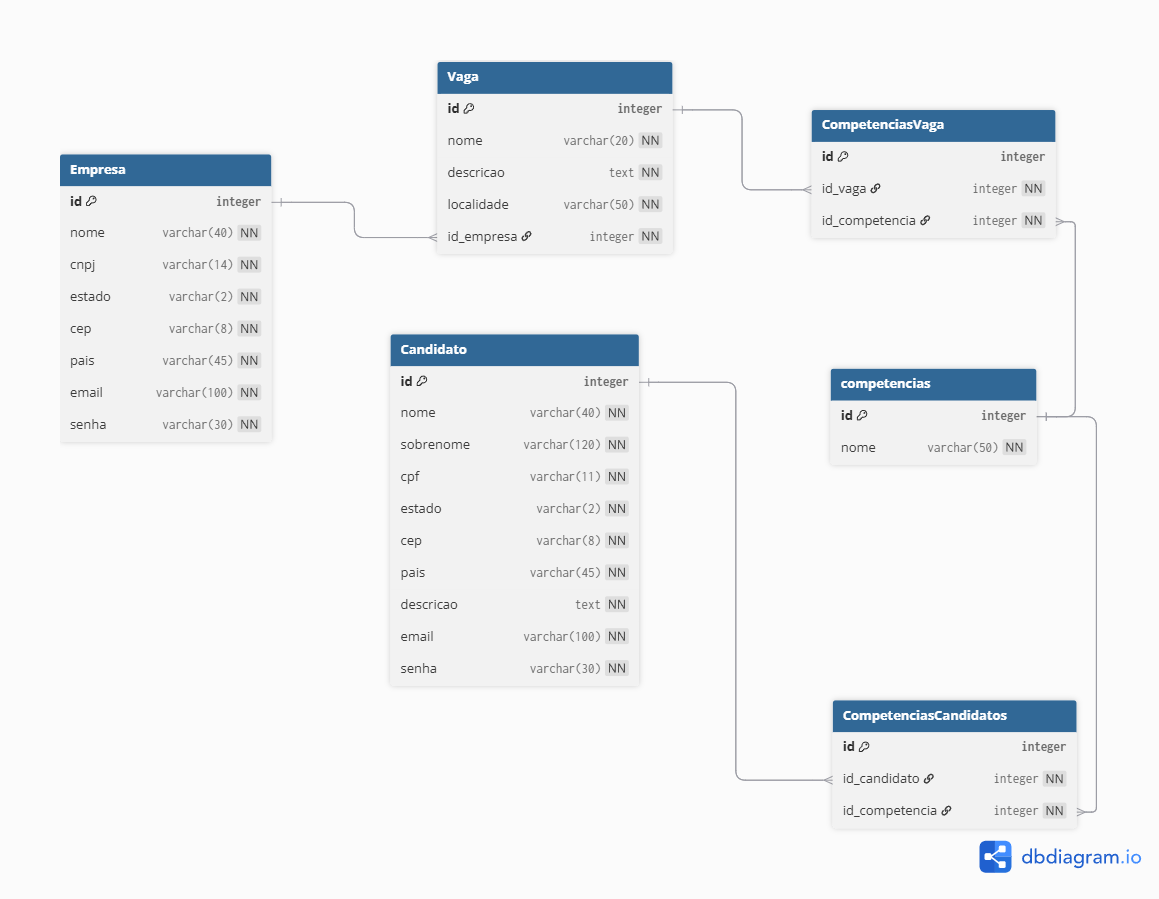 Empresa
id integer
nome varchar(40) NN
cnpj varchar(14) NN
estado varchar(2) NN
cep varchar(8) NN
pais varchar(45) NN
email varchar(100) NN
senha varchar(30) NN
Vaga
id integer
nome varchar(20) NN
descricao text NN
localidade varchar(50) NN
id_empresa integer NN
CompetenciasVaga
id integer
id_vaga integer NN
id_competencia integer NN
Candidato
id integer
nome varchar(40) NN
sobrenome varchar(120) NN
cpf varchar(11) NN
estado varchar(2) NN
cep varchar(8) NN
pais varchar(45) NN
descricao text NN
email varchar(100) NN
senha varchar(30) NN
competencias
id integer
nome varchar(50) NN
CompetenciasCandidatos
id integer
id_candidato integer NN
id_competencia integer NN
dbdiagram.io